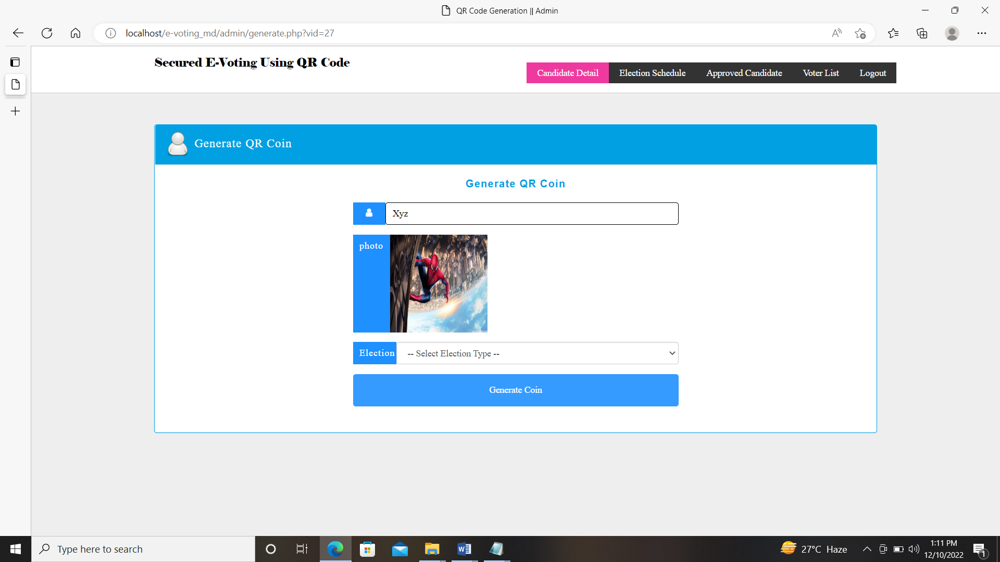 QR Code Generation || Admin
localhost/e-voting_md/admin/generate.php?vid=27
Secured E-Voting Using QR Code
Candidate Detail Election Schedule Approved Candidate Voter List Logout
Generate QR Coin
Generate QR Coin
Xyz
photo
Election -- Select Election Type --
Generate Coin
Type here to search
27°C Haze
1:11 PM
12/10/2022
1